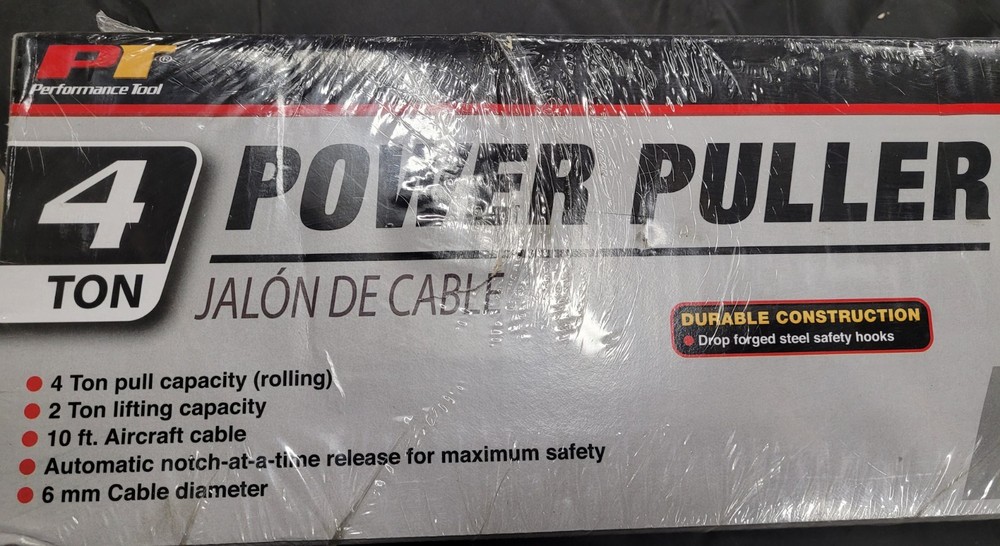 PT®
Performance Tool
4
TON
POWER PULLER
JALÓN DE CABLE
DURABLE CONSTRUCTION
Drop forged steel safety hooks
4 Ton pull capacity (rolling)
2 Ton lifting capacity
10 ft. Aircraft cable
Automatic notch-at-a-time release for maximum safety
6 mm Cable diameter